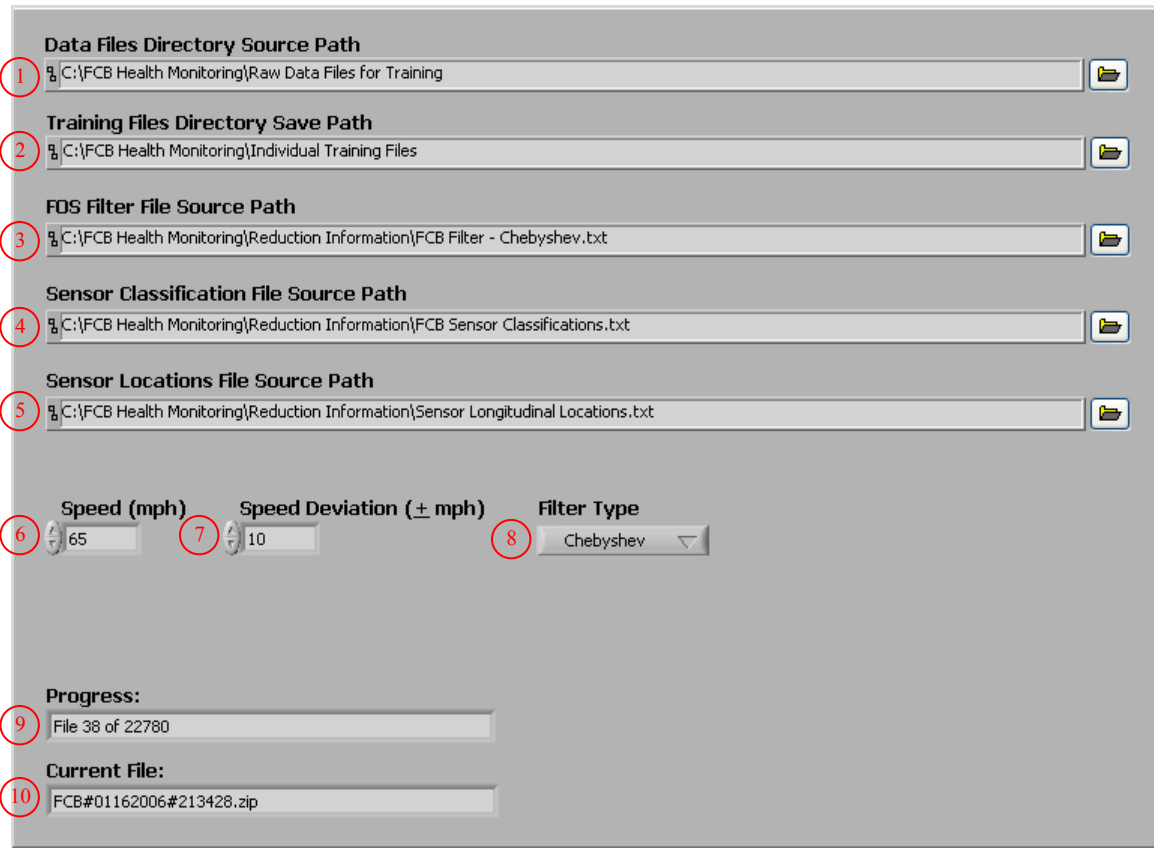 Data Files Directory Source Path
1 C:\FCB Health Monitoring\Raw Data Files for Training
Training Files Directory Save Path
2 C:\FCB Health Monitoring\Individual Training Files
FOS Filter File Source Path
3 C:\FCB Health Monitoring\Reduction Information\FCB Filter - Chebyshev.txt
Sensor Classification File Source Path
4 C:\FCB Health Monitoring\Reduction Information\FCB Sensor Classifications.txt
Sensor Locations File Source Path
5 C:\FCB Health Monitoring\Reduction Information\Sensor Longitudinal Locations.txt
Speed (mph) Speed Deviation (± mph) Filter Type
6 65 7 10 8 Chebyshev
Progress:
9 File 38 of 22780
Current File:
10 FCB#01162006#213428.zip